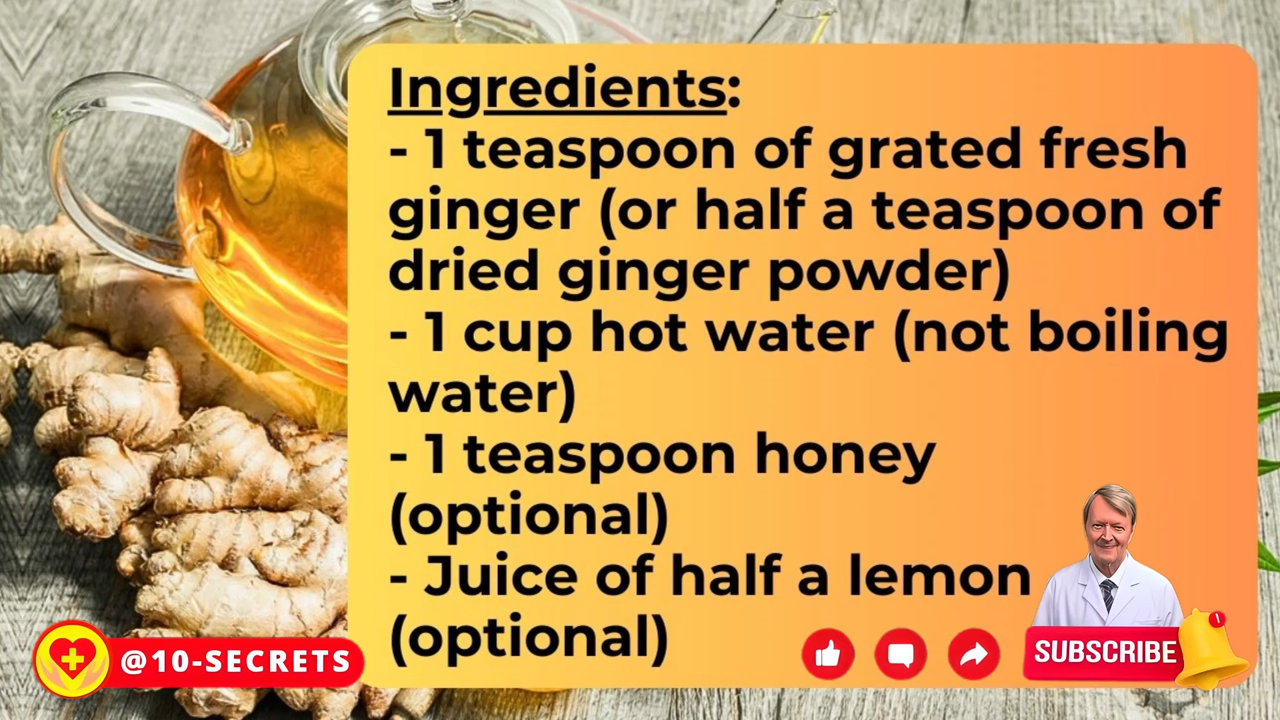 Ingredients:
- 1 teaspoon of grated fresh
ginger (or half a teaspoon of
dried ginger powder)
- 1 cup hot water (not boiling
water)
- 1 teaspoon honey
(optional)
- Juice of half a lemon
(optional)
@10-SECRETS
SUBSCRIBE
1